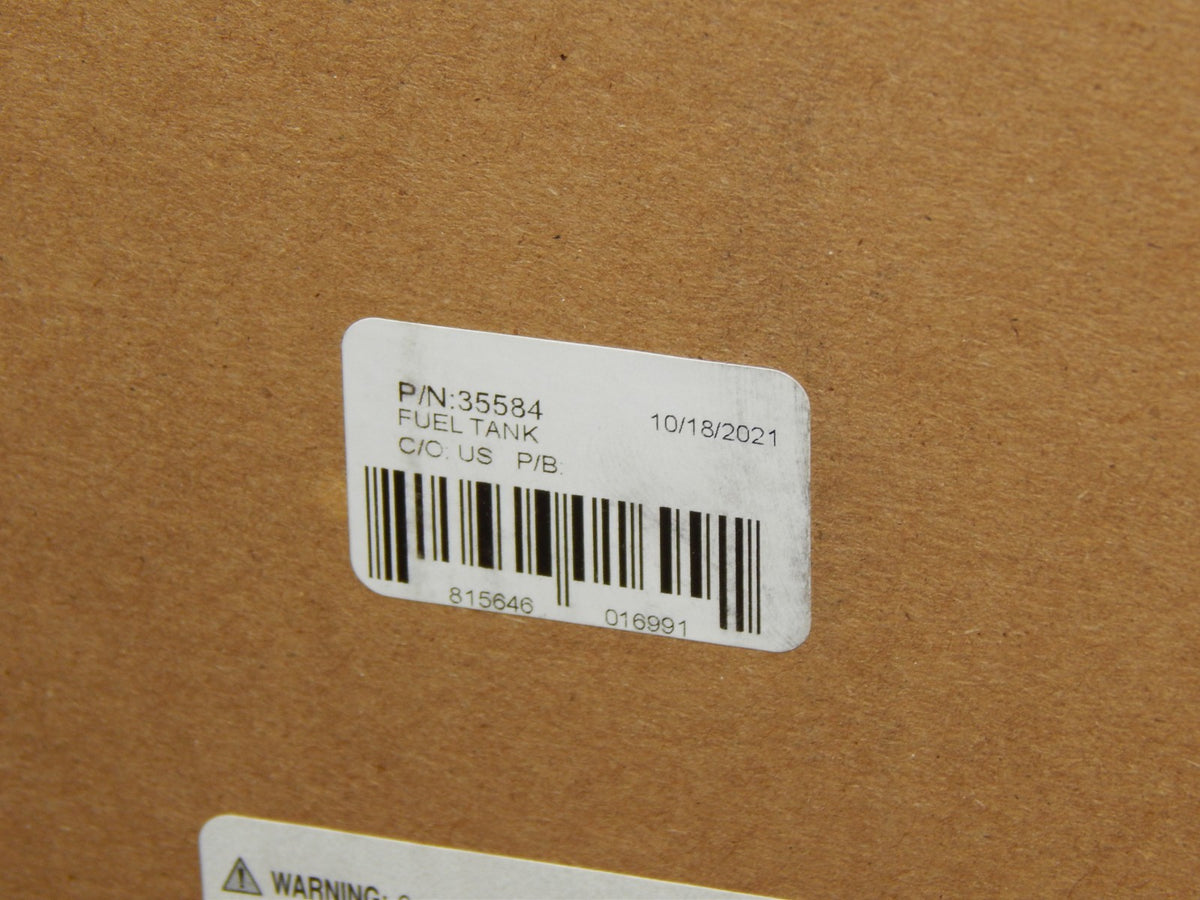 P/N:35584
10/18/2021
FUEL TANK
C/O: US P/B:
815646 016991
WARNING: